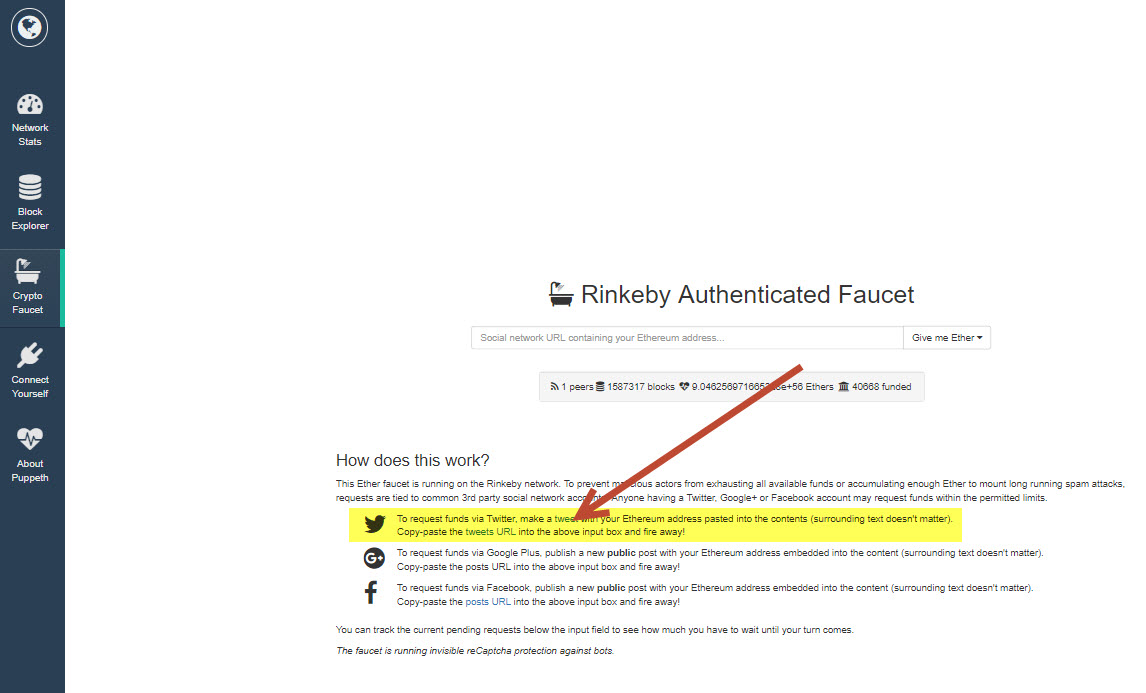 Network
Stats
Block
Explorer
Crypto
Faucet
Connect
Yourself
About
Puppeth
Rinkeby Authenticated Faucet
Social network URL containing your Ethereum address...
Give me Ether
1 peers 1587317 blocks Ethers 40668 funded
How does this work?
This Ether faucet is running on the Rinkeby network. To prevent malicious actors from exhausting all available funds or accumulating enough Ether to mount long running spam attacks,
requests are tied to common 3rd party social network accounts. Anyone having a Twitter, Google+ or Facebook account may request funds within the permitted limits.
To request funds via Twitter, make a tweet with your Ethereum address pasted into the contents (surrounding text doesn't matter).
Copy-paste the tweets URL into the above input box and fire away!
G+
To request funds via Google Plus, publish a new public post with your Ethereum address embedded into the content (surrounding text doesn't matter).
Copy-paste the posts URL into the above input box and fire away!
To request funds via Facebook, publish a new public post with your Ethereum address embedded into the content (surrounding text doesn't matter).
Copy-paste the posts URL into the above input box and fire away!
You can track the current pending requests below the input field to see how much you have to wait until your turn comes.
The faucet is running invisible reCaptcha protection against bots.